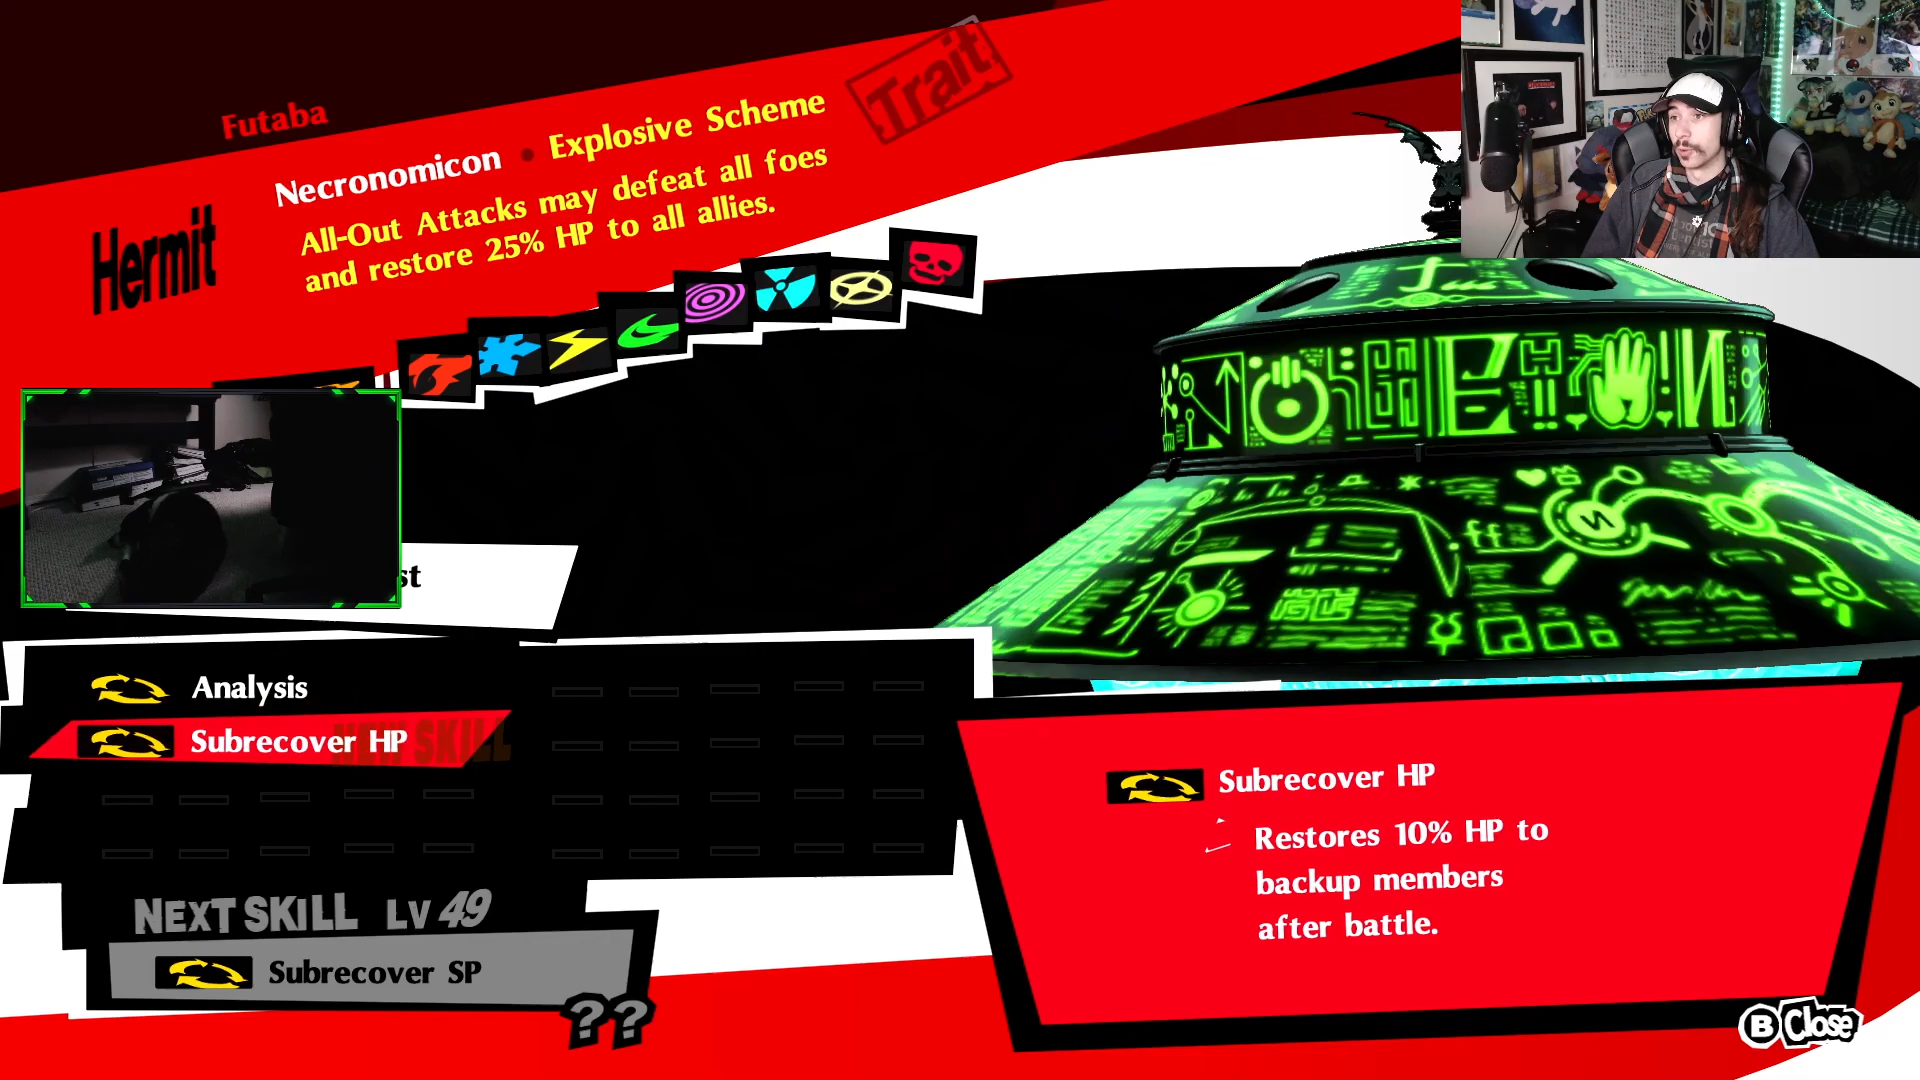 Futaba
Trait
Hermit
Necronomicon • Explosive Scheme
All-Out Attacks may defeat all foes
and restore 25% HP to all allies.
st
Analysis
Subrecover HP
NEW SKILL
NEXT SKILL LV 49
Subrecover SP
??
Subrecover HP
Restores 10% HP to
backup members
after battle.
B Close